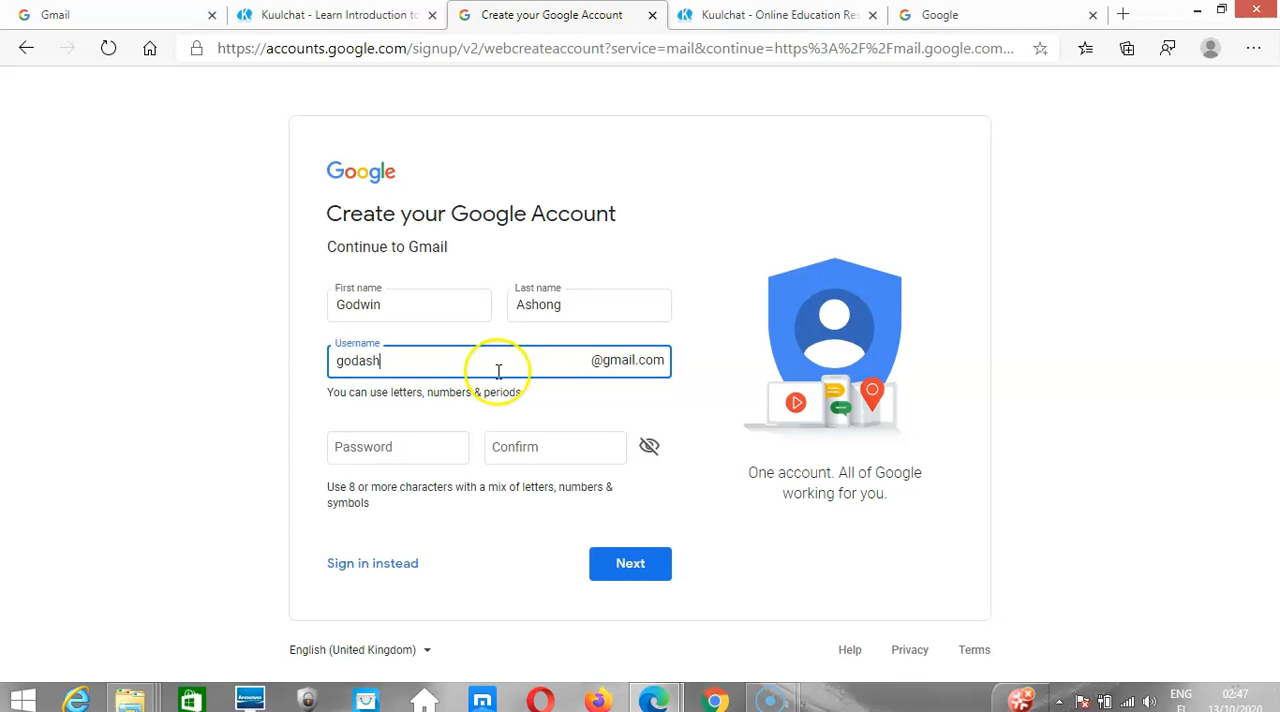 Gmail
Kuulchat - Learn Introduction to
Create your Google Account
Kuulchat - Online Education Res
Google
https://accounts.google.com/signup/v2/webcreateaccount?service=mail&continue=https%3A%2F%2Fmail.google.com...
Google
Create your Google Account
Continue to Gmail
First name
Last name
Godwin
Ashong
Username
godash
@gmail.com
You can use letters, numbers & periods
Password
Confirm
Use 8 or more characters with a mix of letters, numbers &
symbols
One account. All of Google
working for you.
Sign in instead
Next
English (United Kingdom)
Help
Privacy
Terms
lenovo
ENG
02:47
13/10/2020